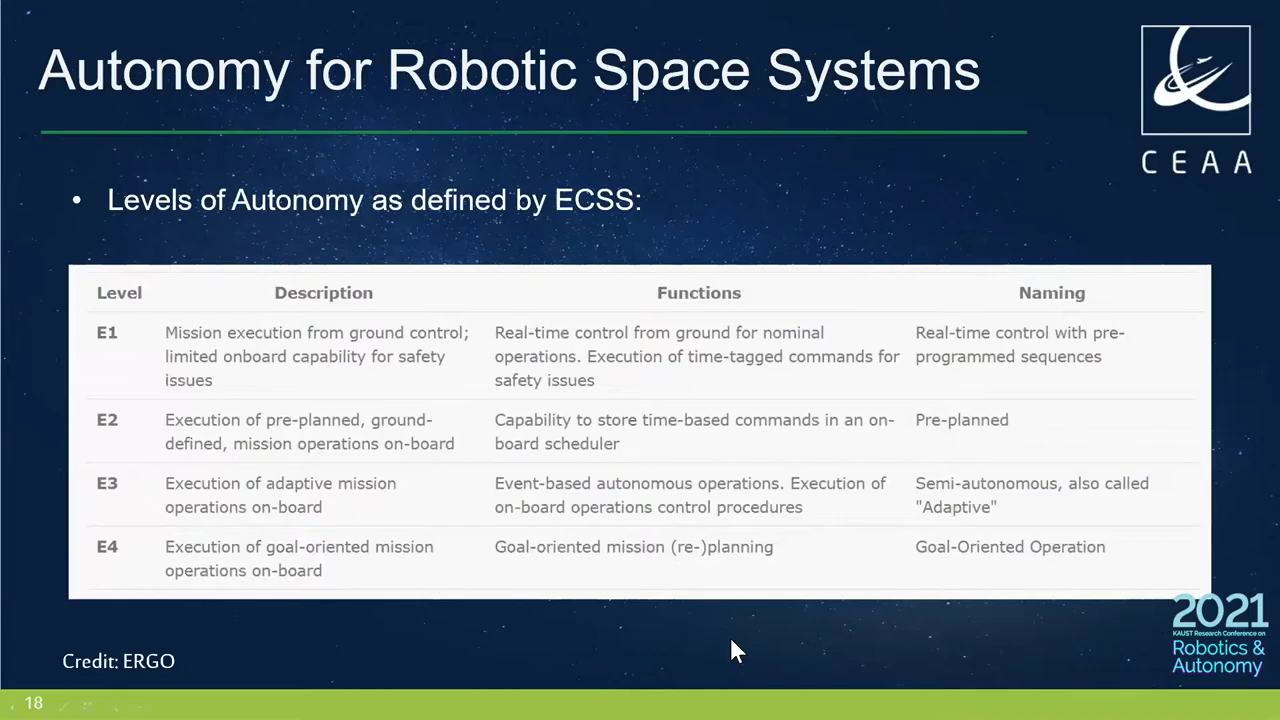 Autonomy for Robotic Space Systems
CEAA
• Levels of Autonomy as defined by ECSS:
Level Description Functions Naming
E1 Mission execution from ground control; limited onboard capability for safety issues Real-time control from ground for nominal operations. Execution of time-tagged commands for safety issues Real-time control with pre-programmed sequences
E2 Execution of pre-planned, ground-defined, mission operations on-board Capability to store time-based commands in an on-board scheduler Pre-planned
E3 Execution of adaptive mission operations on-board Event-based autonomous operations. Execution of on-board operations control procedures Semi-autonomous, also called "Adaptive"
E4 Execution of goal-oriented mission operations on-board Goal-oriented mission (re-)planning Goal-Oriented Operation
2021
KAUST Research Conference on
Robotics &
Autonomy
Credit: ERGO
18